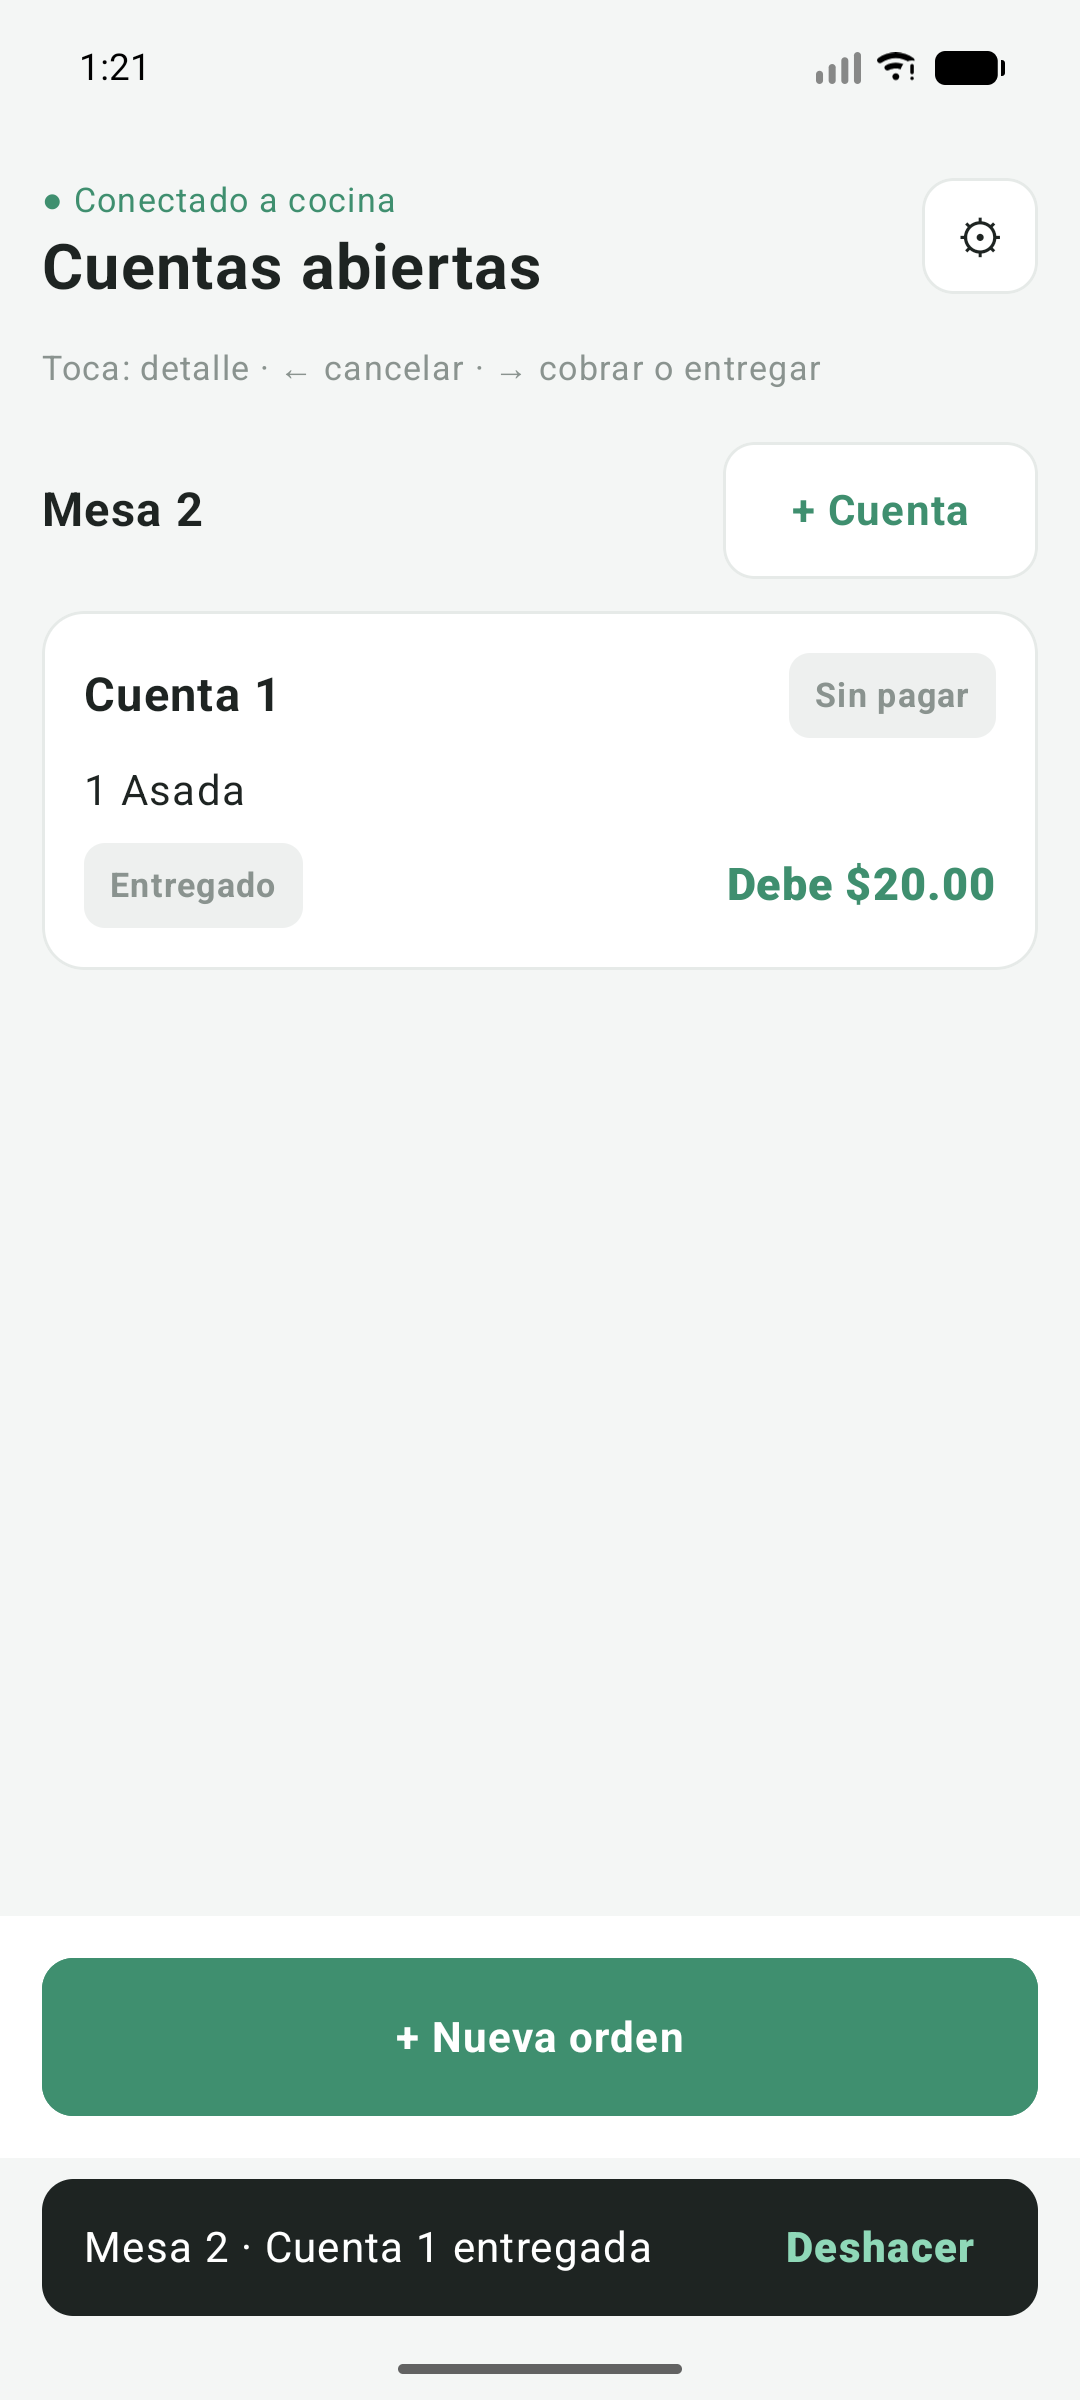 1:21
● Conectado a cocina
Cuentas abiertas
Toca: detalle · ← cancelar · → cobrar o entregar
Mesa 2
+ Cuenta
Cuenta 1
Sin pagar
1 Asada
Entregado
Debe $20.00
+ Nueva orden
Mesa 2 · Cuenta 1 entregada
Deshacer